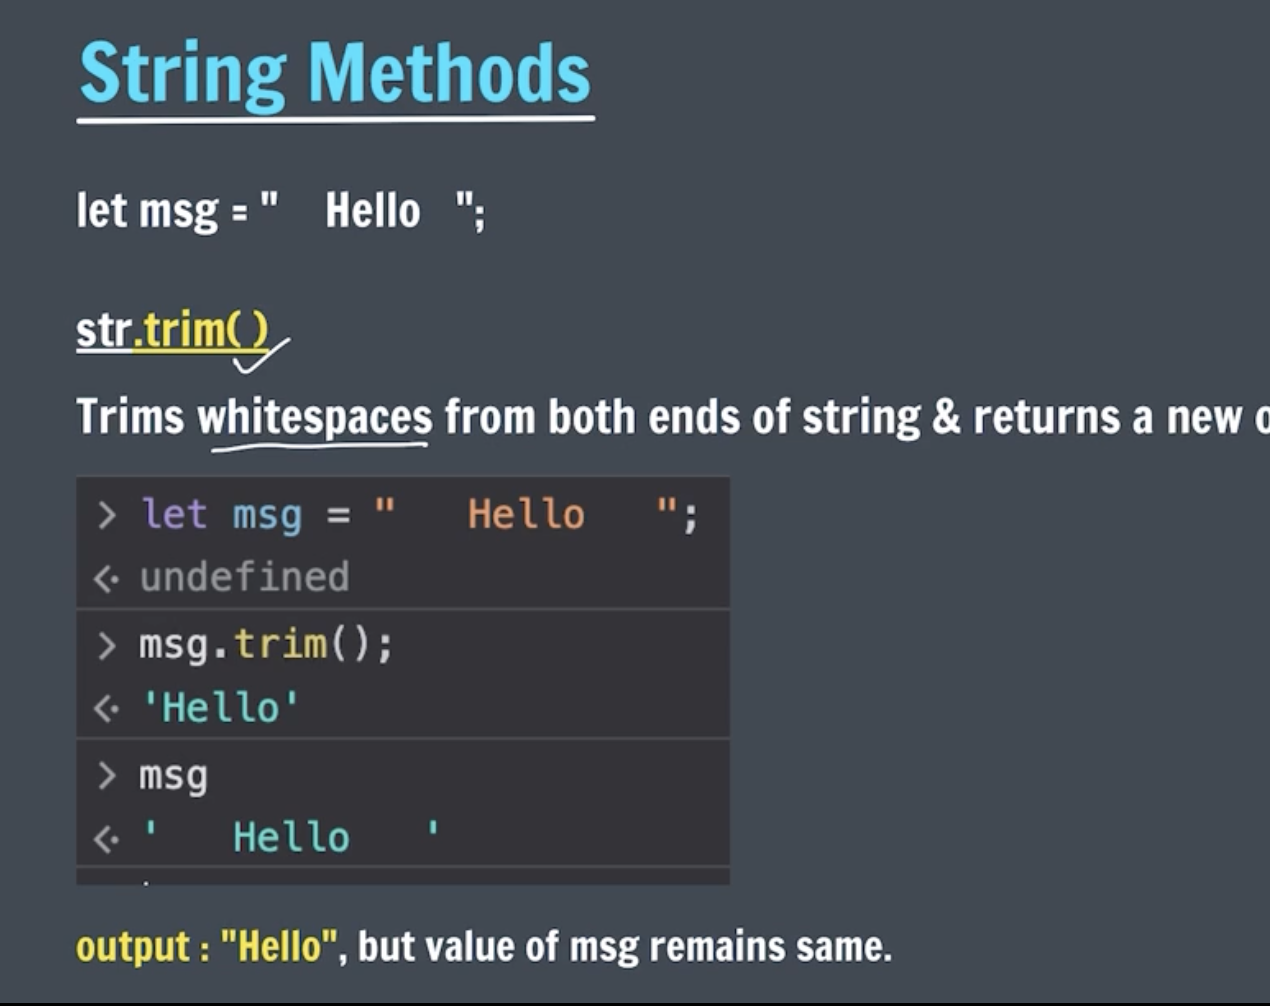 String Methods
let msg = "    Hello   ";
str.trim( )
Trims whitespaces from both ends of string & returns a new
> let msg = "   Hello   ";
<· undefined
> msg.trim();
<· 'Hello'
> msg
<· '   Hello   '
output : "Hello", but value of msg remains same.